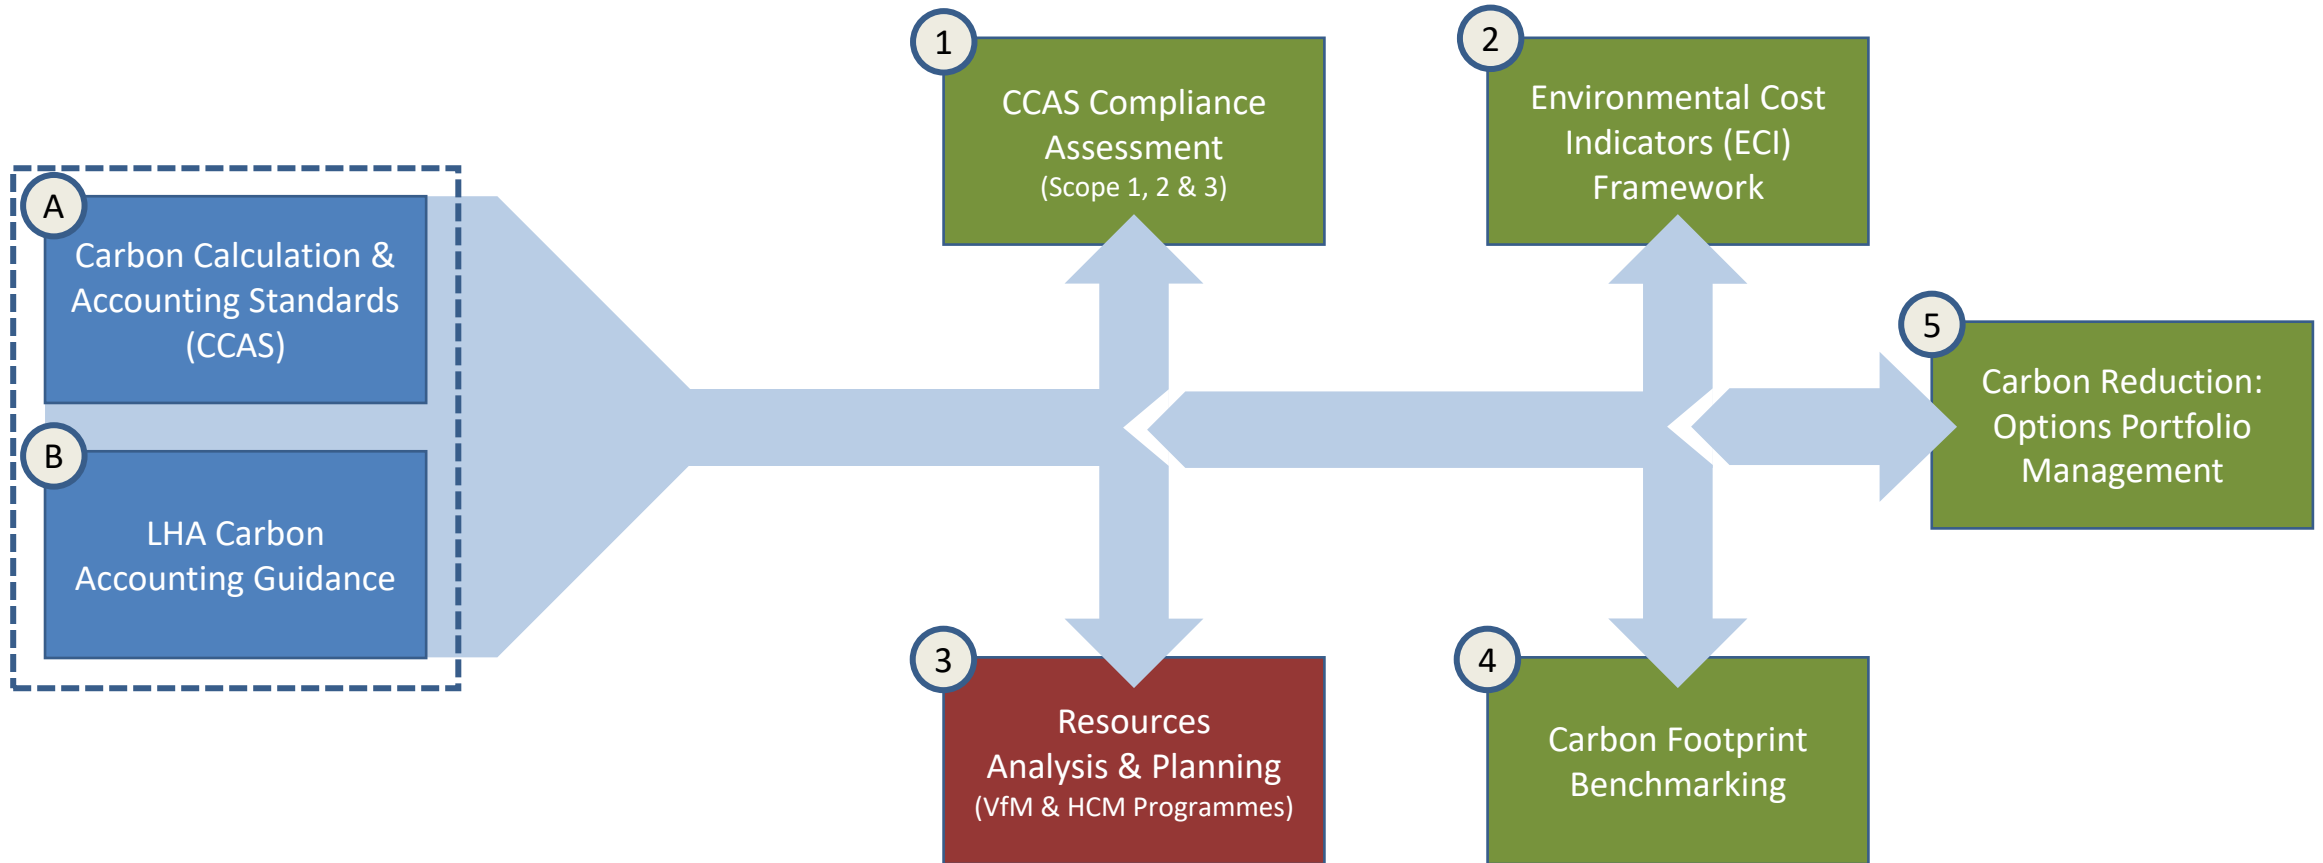 A
Carbon Calculation &
Accounting Standards
(CCAS)
B
LHA Carbon
Accounting Guidance
1
CCAS Compliance
Assessment
(Scope 1, 2 & 3)
2
Environmental Cost
Indicators (ECI)
Framework
3
Resources
Analysis & Planning
(VfM & HCM Programmes)
4
Carbon Footprint
Benchmarking
5
Carbon Reduction:
Options Portfolio
Management